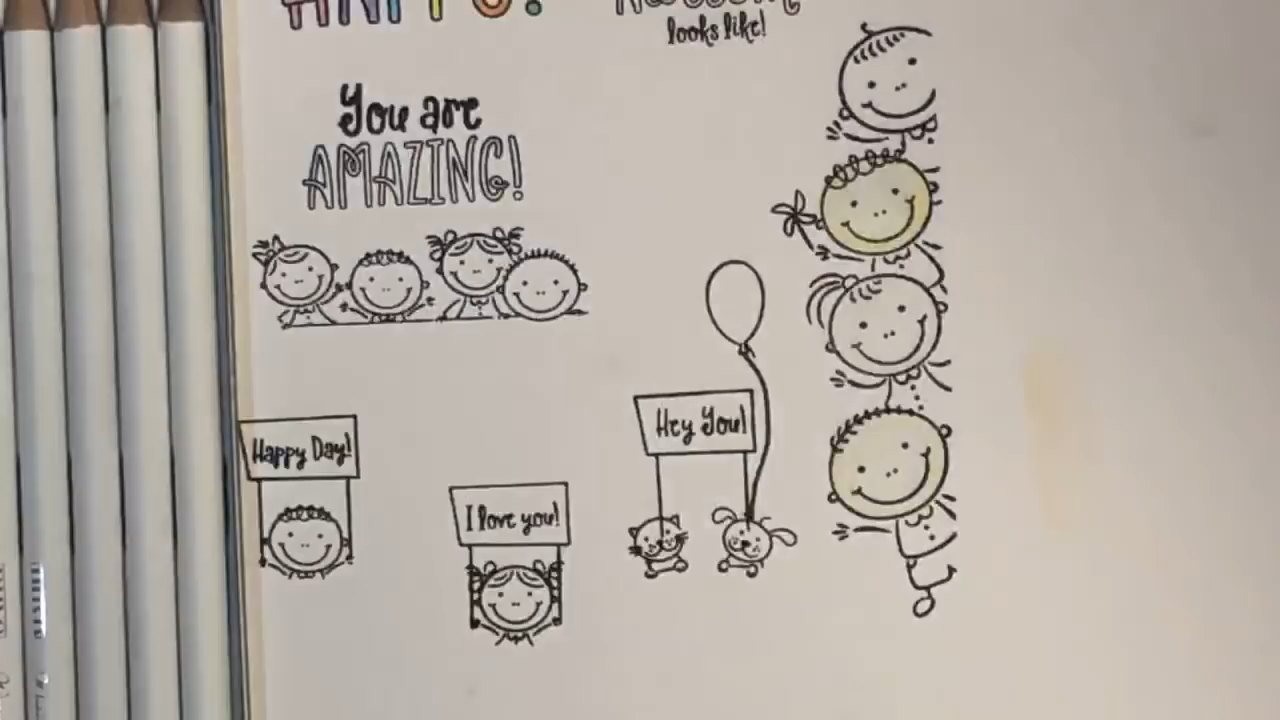 looks like!
You are
AMAZING!
Happy Day!
I love you!
Hey You!